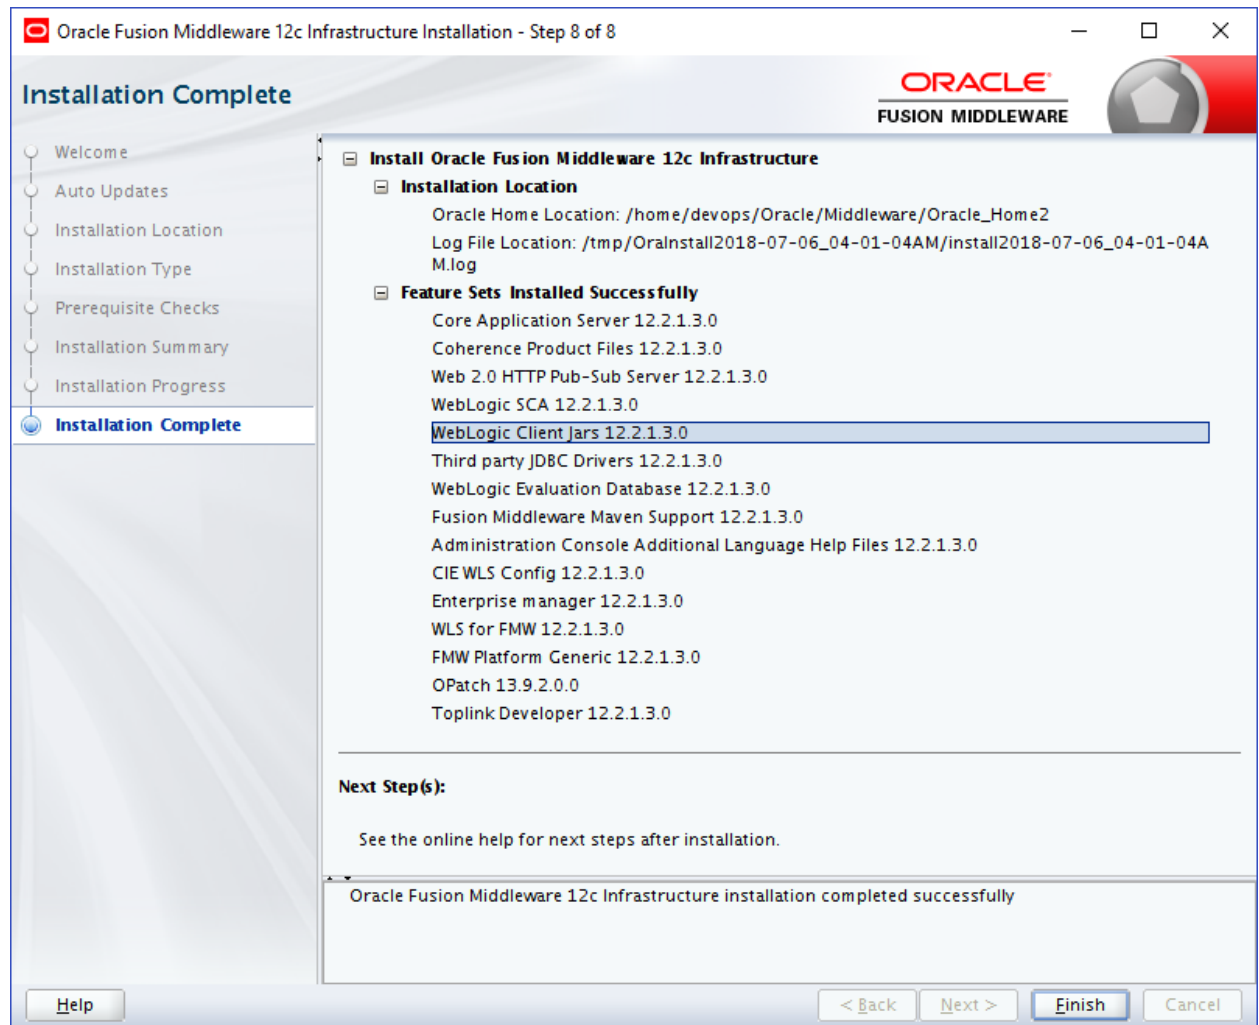 Oracle Fusion Middleware 12c Infrastructure Installation - Step 8 of 8
Installation Complete
ORACLE
FUSION MIDDLEWARE
Welcome
Auto Updates
Installation Location
Installation Type
Prerequisite Checks
Installation Summary
Installation Progress
Installation Complete
Install Oracle Fusion Middleware 12c Infrastructure
Installation Location
Oracle Home Location: /home/devops/Oracle/Middleware/Oracle_Home2
Log File Location: /tmp/OraInstall2018-07-06_04-01-04AM/install2018-07-06_04-01-04A
M.log
Feature Sets Installed Successfully
Core Application Server 12.2.1.3.0
Coherence Product Files 12.2.1.3.0
Web 2.0 HTTP Pub-Sub Server 12.2.1.3.0
WebLogic SCA 12.2.1.3.0
WebLogic Client Jars 12.2.1.3.0
Third party JDBC Drivers 12.2.1.3.0
WebLogic Evaluation Database 12.2.1.3.0
Fusion Middleware Maven Support 12.2.1.3.0
Administration Console Additional Language Help Files 12.2.1.3.0
CIE WLS Config 12.2.1.3.0
Enterprise manager 12.2.1.3.0
WLS for FMW 12.2.1.3.0
FMW Platform Generic 12.2.1.3.0
OPatch 13.9.2.0.0
Toplink Developer 12.2.1.3.0
Next Step(s):
See the online help for next steps after installation.
Oracle Fusion Middleware 12c Infrastructure installation completed successfully
Help
< Back
Next >
Finish
Cancel